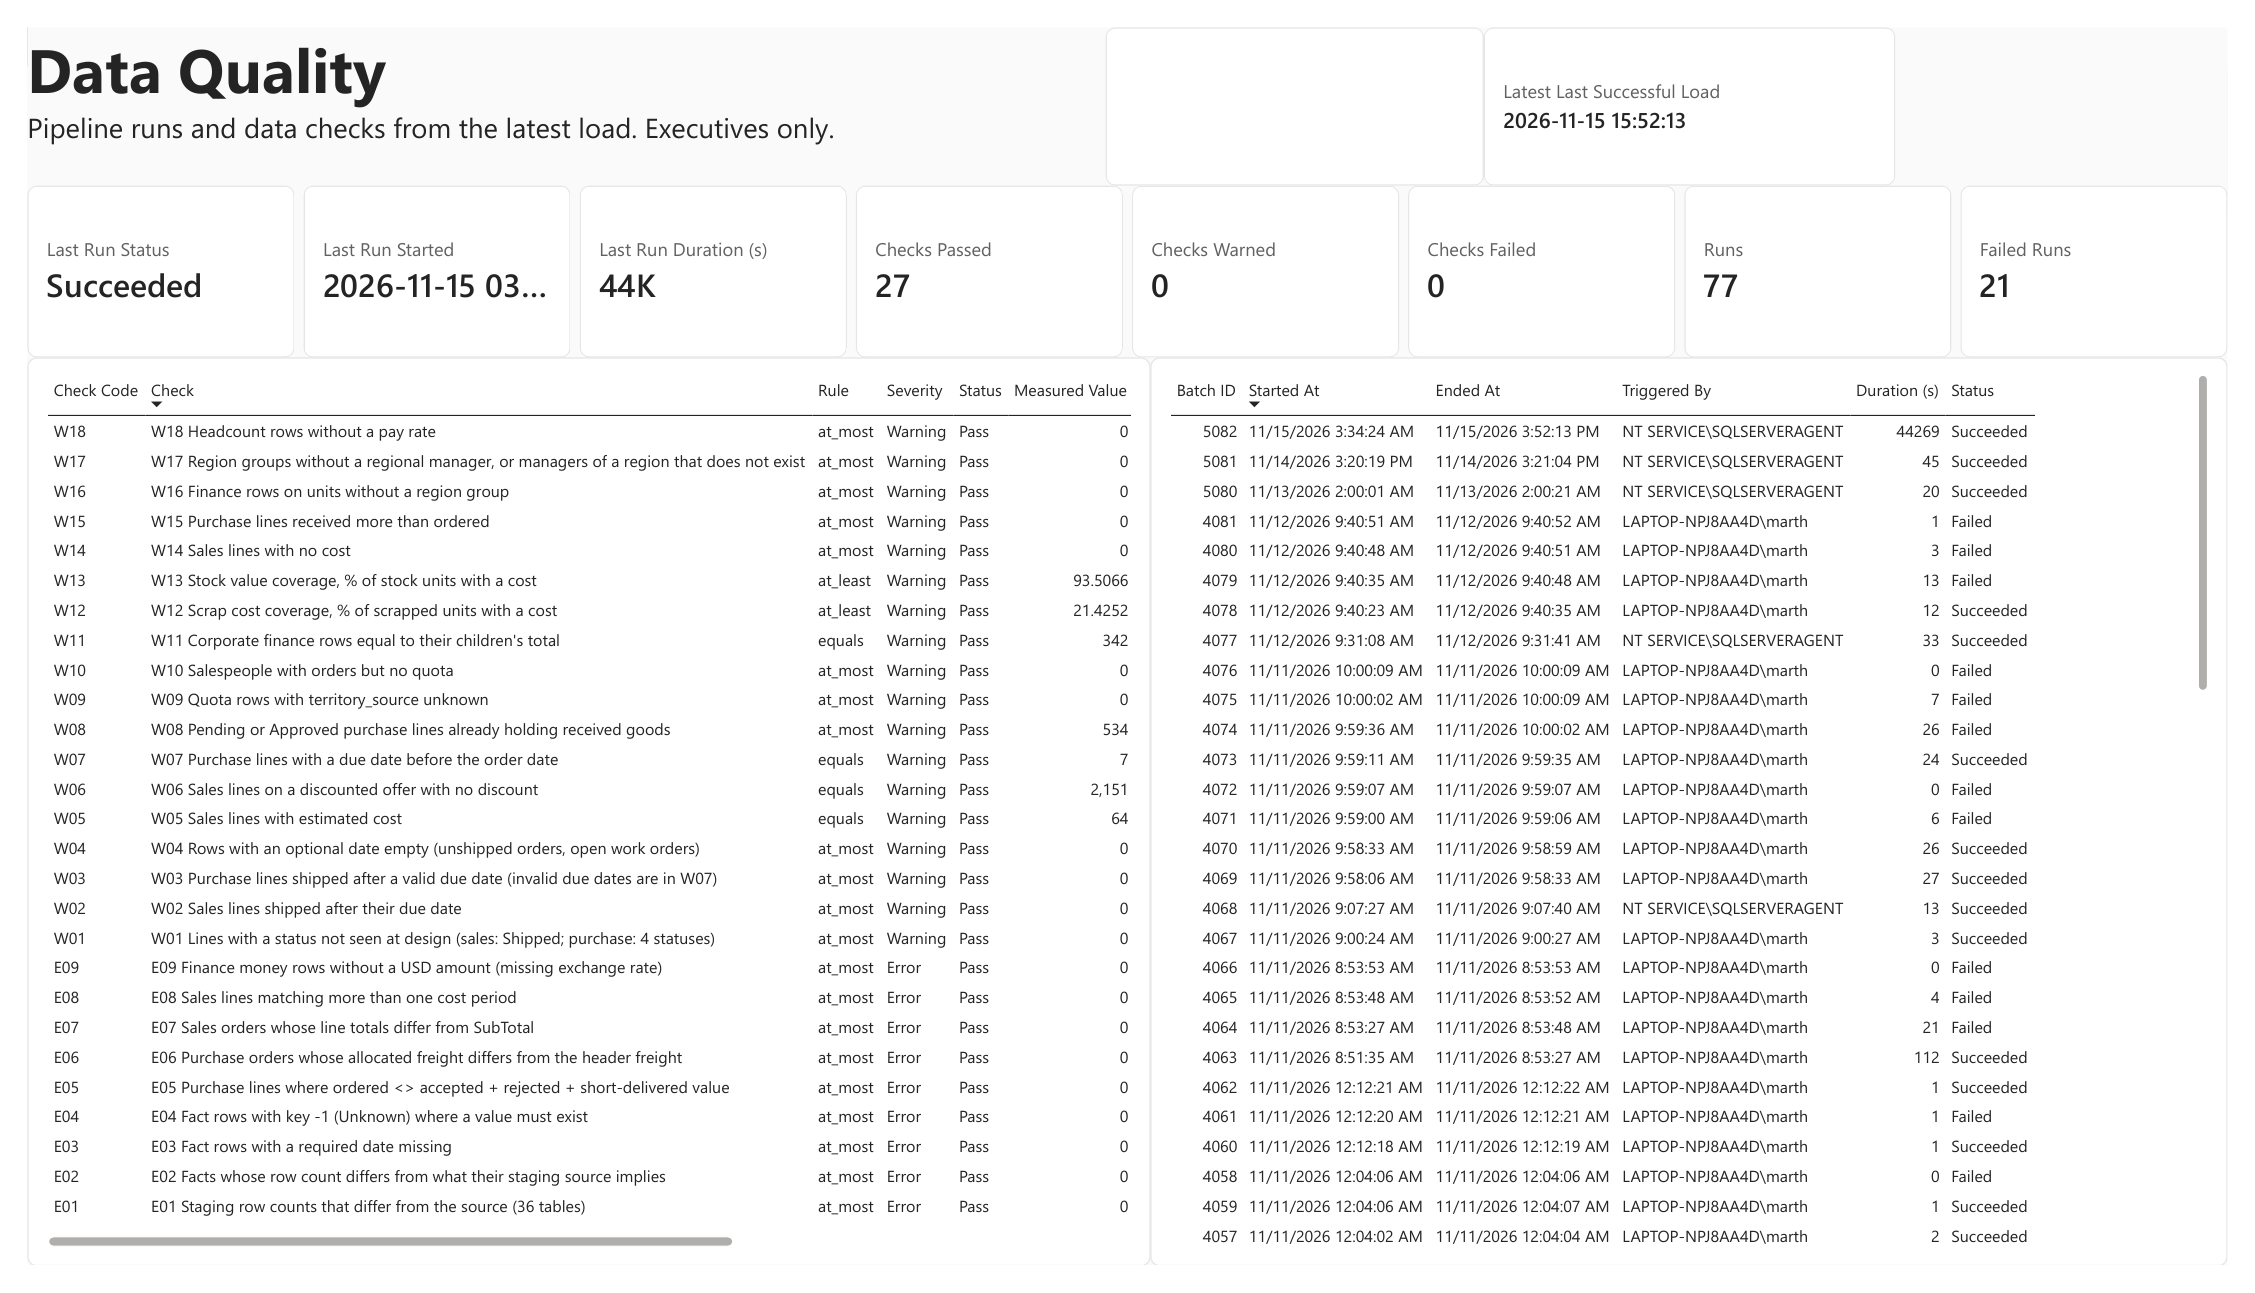 Data Quality
Pipeline runs and data checks from the latest load. Executives only.
Latest Last Successful Load
2026-11-15 15:52:13
Last Run Status
Succeeded
Last Run Started
2026-11-15 03...
Last Run Duration (s)
44K
Checks Passed
27
Checks Warned
0
Checks Failed
0
Runs
77
Failed Runs
21
Check Code Check Rule Severity Status Measured Value
W18 W18 Headcount rows without a pay rate at_most Warning Pass 0
W17 W17 Region groups without a regional manager, or managers of a region that does not exist at_most Warning Pass 0
W16 W16 Finance rows on units without a region group at_most Warning Pass 0
W15 W15 Purchase lines received more than ordered at_most Warning Pass 0
W14 W14 Sales lines with no cost at_most Warning Pass 0
W13 W13 Stock value coverage, % of stock units with a cost at_least Warning Pass 93.5066
W12 W12 Scrap cost coverage, % of scrapped units with a cost at_least Warning Pass 21.4252
W11 W11 Corporate finance rows equal to their children's total equals Warning Pass 342
W10 W10 Salespeople with orders but no quota at_most Warning Pass 0
W09 W09 Quota rows with territory_source unknown at_most Warning Pass 0
W08 W08 Pending or Approved purchase lines already holding received goods at_most Warning Pass 534
W07 W07 Purchase lines with a due date before the order date equals Warning Pass 7
W06 W06 Sales lines on a discounted offer with no discount equals Warning Pass 2,151
W05 W05 Sales lines with estimated cost equals Warning Pass 64
W04 W04 Rows with an optional date empty (unshipped orders, open work orders) at_most Warning Pass 0
W03 W03 Purchase lines shipped after a valid due date (invalid due dates are in W07) at_most Warning Pass 0
W02 W02 Sales lines shipped after their due date at_most Warning Pass 0
W01 W01 Lines with a status not seen at design (sales: Shipped; purchase: 4 statuses) at_most Warning Pass 0
E09 E09 Finance money rows without a USD amount (missing exchange rate) at_most Error Pass 0
E08 E08 Sales lines matching more than one cost period at_most Error Pass 0
E07 E07 Sales orders whose line totals differ from SubTotal at_most Error Pass 0
E06 E06 Purchase orders whose allocated freight differs from the header freight at_most Error Pass 0
E05 E05 Purchase lines where ordered <> accepted + rejected + short-delivered value at_most Error Pass 0
E04 E04 Fact rows with key -1 (Unknown) where a value must exist at_most Error Pass 0
E03 E03 Fact rows with a required date missing at_most Error Pass 0
E02 E02 Facts whose row count differs from what their staging source implies at_most Error Pass 0
E01 E01 Staging row counts that differ from the source (36 tables) at_most Error Pass 0
Batch ID Started At Ended At Triggered By Duration (s) Status
5082 11/15/2026 3:34:24 AM 11/15/2026 3:52:13 PM NT SERVICE\SQLSERVERAGENT 44269 Succeeded
5081 11/14/2026 3:20:19 PM 11/14/2026 3:21:04 PM NT SERVICE\SQLSERVERAGENT 45 Succeeded
5080 11/13/2026 2:00:01 AM 11/13/2026 2:00:21 AM NT SERVICE\SQLSERVERAGENT 20 Succeeded
4081 11/12/2026 9:40:51 AM 11/12/2026 9:40:52 AM LAPTOP-NPJ8AA4D\marth 1 Failed
4080 11/12/2026 9:40:48 AM 11/12/2026 9:40:51 AM LAPTOP-NPJ8AA4D\marth 3 Failed
4079 11/12/2026 9:40:35 AM 11/12/2026 9:40:48 AM LAPTOP-NPJ8AA4D\marth 13 Failed
4078 11/12/2026 9:40:23 AM 11/12/2026 9:40:35 AM LAPTOP-NPJ8AA4D\marth 12 Succeeded
4077 11/12/2026 9:31:08 AM 11/12/2026 9:31:41 AM NT SERVICE\SQLSERVERAGENT 33 Succeeded
4076 11/11/2026 10:00:09 AM 11/11/2026 10:00:09 AM LAPTOP-NPJ8AA4D\marth 0 Failed
4075 11/11/2026 10:00:02 AM 11/11/2026 10:00:09 AM LAPTOP-NPJ8AA4D\marth 7 Failed
4074 11/11/2026 9:59:36 AM 11/11/2026 10:00:02 AM LAPTOP-NPJ8AA4D\marth 26 Failed
4073 11/11/2026 9:59:11 AM 11/11/2026 9:59:35 AM LAPTOP-NPJ8AA4D\marth 24 Succeeded
4072 11/11/2026 9:59:07 AM 11/11/2026 9:59:07 AM LAPTOP-NPJ8AA4D\marth 0 Failed
4071 11/11/2026 9:59:00 AM 11/11/2026 9:59:06 AM LAPTOP-NPJ8AA4D\marth 6 Failed
4070 11/11/2026 9:58:33 AM 11/11/2026 9:58:59 AM LAPTOP-NPJ8AA4D\marth 26 Succeeded
4069 11/11/2026 9:58:06 AM 11/11/2026 9:58:33 AM LAPTOP-NPJ8AA4D\marth 27 Succeeded
4068 11/11/2026 9:07:27 AM 11/11/2026 9:07:40 AM NT SERVICE\SQLSERVERAGENT 13 Succeeded
4067 11/11/2026 9:00:24 AM 11/11/2026 9:00:27 AM LAPTOP-NPJ8AA4D\marth 3 Succeeded
4066 11/11/2026 8:53:53 AM 11/11/2026 8:53:53 AM LAPTOP-NPJ8AA4D\marth 0 Failed
4065 11/11/2026 8:53:48 AM 11/11/2026 8:53:52 AM LAPTOP-NPJ8AA4D\marth 4 Failed
4064 11/11/2026 8:53:27 AM 11/11/2026 8:53:48 AM LAPTOP-NPJ8AA4D\marth 21 Failed
4063 11/11/2026 8:51:35 AM 11/11/2026 8:53:27 AM LAPTOP-NPJ8AA4D\marth 112 Succeeded
4062 11/11/2026 12:12:21 AM 11/11/2026 12:12:22 AM LAPTOP-NPJ8AA4D\marth 1 Succeeded
4061 11/11/2026 12:12:20 AM 11/11/2026 12:12:21 AM LAPTOP-NPJ8AA4D\marth 1 Failed
4060 11/11/2026 12:12:18 AM 11/11/2026 12:12:19 AM LAPTOP-NPJ8AA4D\marth 1 Succeeded
4058 11/11/2026 12:04:06 AM 11/11/2026 12:04:06 AM LAPTOP-NPJ8AA4D\marth 0 Failed
4059 11/11/2026 12:04:06 AM 11/11/2026 12:04:07 AM LAPTOP-NPJ8AA4D\marth 1 Succeeded
4057 11/11/2026 12:04:02 AM 11/11/2026 12:04:04 AM LAPTOP-NPJ8AA4D\marth 2 Succeeded